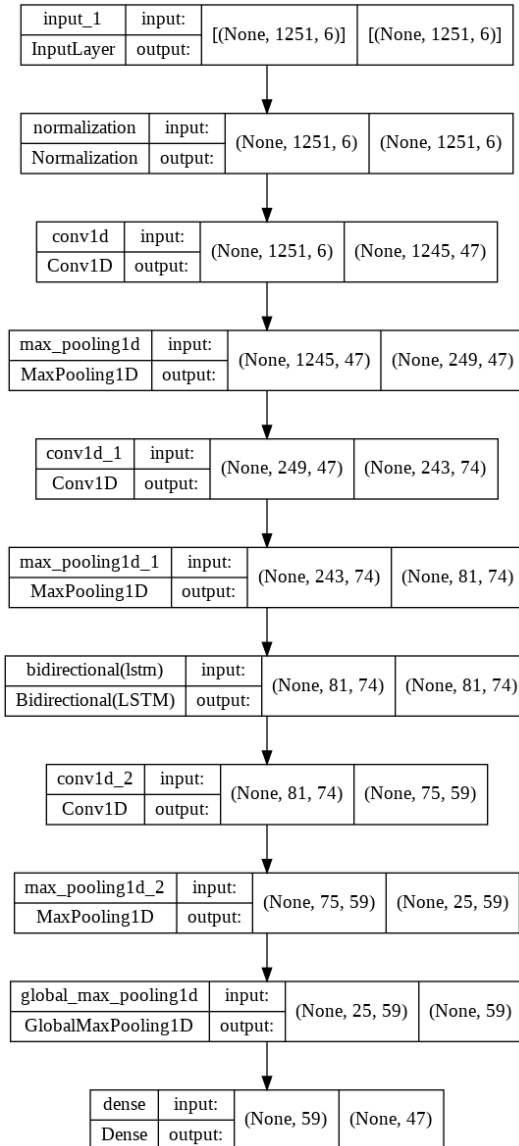 input_1 input: [(None, 1251, 6)] [(None, 1251, 6)]
InputLayer output:
normalization input: (None, 1251, 6) (None, 1251, 6)
Normalization output:
conv1d input: (None, 1251, 6) (None, 1245, 47)
Conv1D output:
max_pooling1d input: (None, 1245, 47) (None, 249, 47)
MaxPooling1D output:
conv1d_1 input: (None, 249, 47) (None, 243, 74)
Conv1D output:
max_pooling1d_1 input: (None, 243, 74) (None, 81, 74)
MaxPooling1D output:
bidirectional(lstm) input: (None, 81, 74) (None, 81, 74)
Bidirectional(LSTM) output:
conv1d_2 input: (None, 81, 74) (None, 75, 59)
Conv1D output:
max_pooling1d_2 input: (None, 75, 59) (None, 25, 59)
MaxPooling1D output:
global_max_pooling1d input: (None, 25, 59) (None, 59)
GlobalMaxPooling1D output:
dense input: (None, 59) (None, 47)
Dense output: